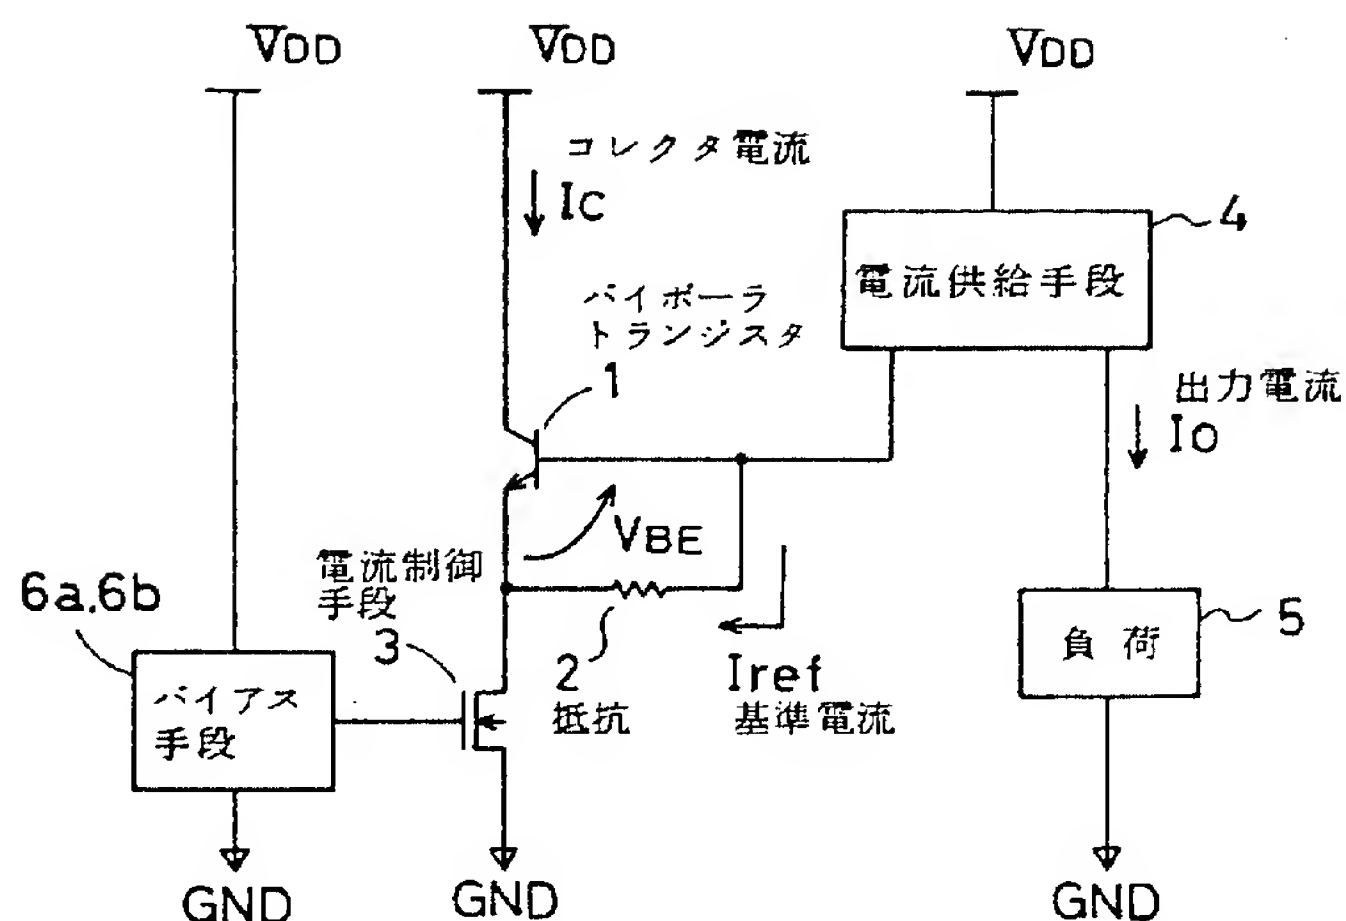 VDD
VDD
VDD
コレクタ電流
IC
4
電流供給手段
バイポーラ
トランジスタ
1
出力電流
IO
VBE
電流制御
手段
3
6a,6b
バイアス
手段
2
抵抗
Iref
基準電流
負荷
5
GND
GND
GND